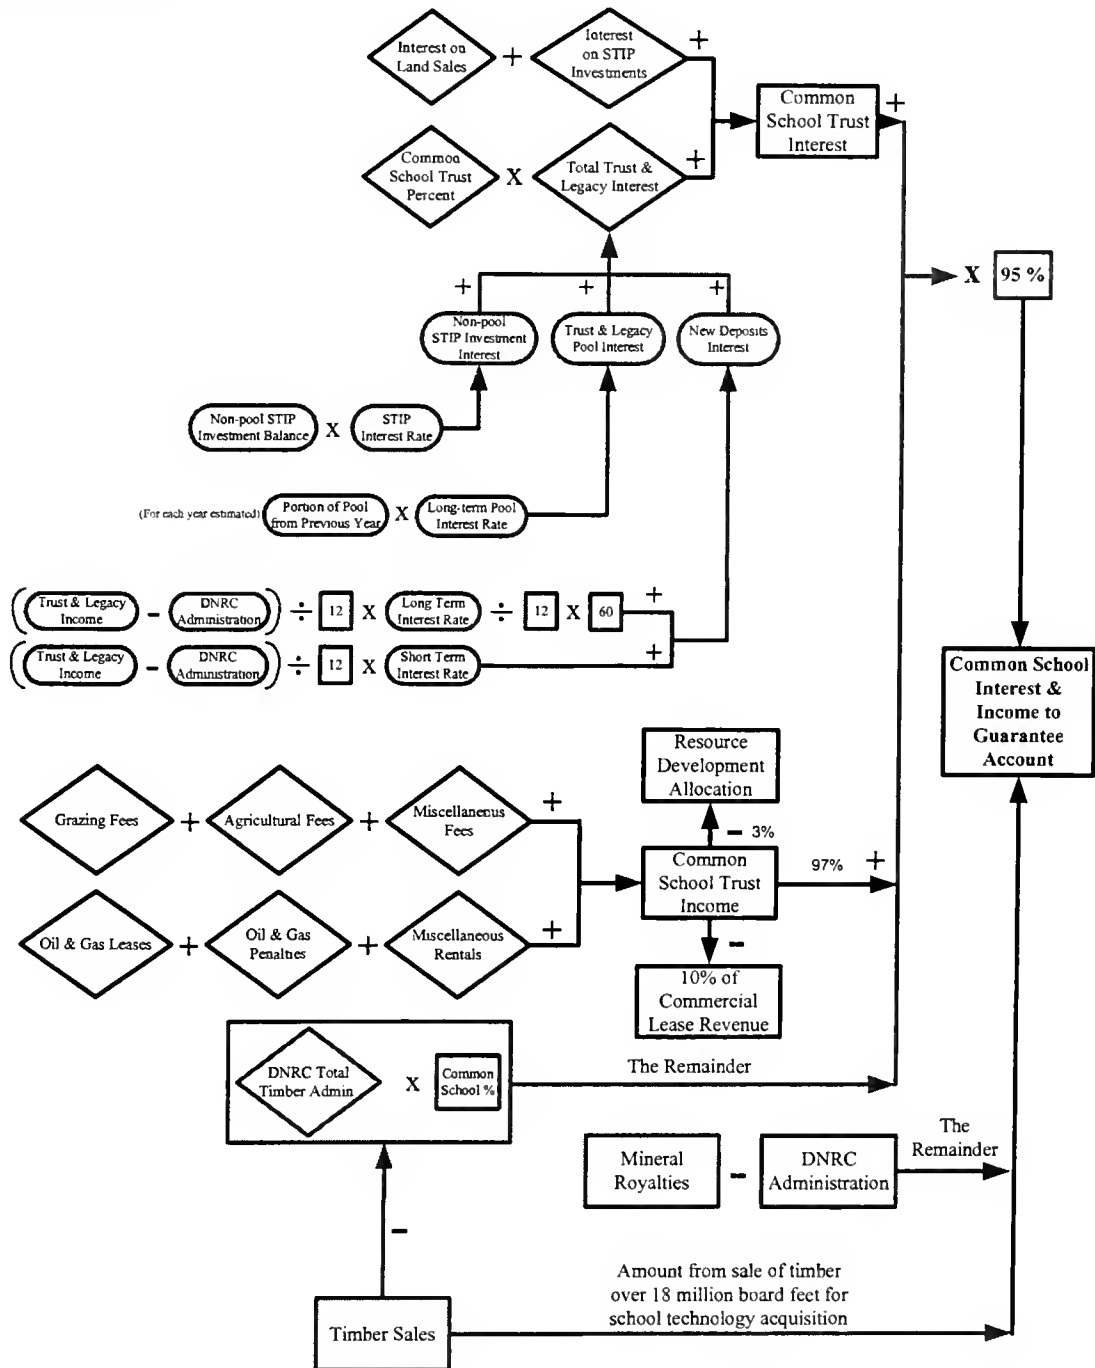 Interest on
Land Sales
+
Interest
on STIP
Investments
+
Common
School Trust
Interest
+
Common
School Trust
Percent
X
Total Trust &
Legacy Interest
+
X
95 %
+
+
+
Non-pool
STIP Investment
Interest
Trust & Legacy
Pool Interest
New Deposits
Interest
Non-pool STIP
Investment Balance
X
STIP
Interest Rate
(For each year estimated)
Portion of Pool
from Previous Year
X
Long-term Pool
Interest Rate
(
Trust & Legacy
Income
-
DNRC
Administration
)
÷
12
X
Long Term
Interest Rate
÷
12
X
60
+
(
Trust & Legacy
Income
-
DNRC
Administration
)
÷
12
X
Short Term
Interest Rate
+
Common School
Interest &
Income to
Guarantee
Account
Resource
Development
Allocation
- 3%
Grazing Fees
+
Agricultural Fees
+
Miscellaneous
Fees
+
Common
School Trust
Income
97%
+
Oil & Gas Leases
+
Oil & Gas
Penalties
+
Miscellaneous
Rentals
+
-
10% of
Commercial
Lease Revenue
DNRC Total
Timber Admin
X
Common
School %
The Remainder
Mineral
Royalties
-
DNRC
Administration
The
Remainder
-
Timber Sales
Amount from sale of timber
over 18 million board feet for
school technology acquisition